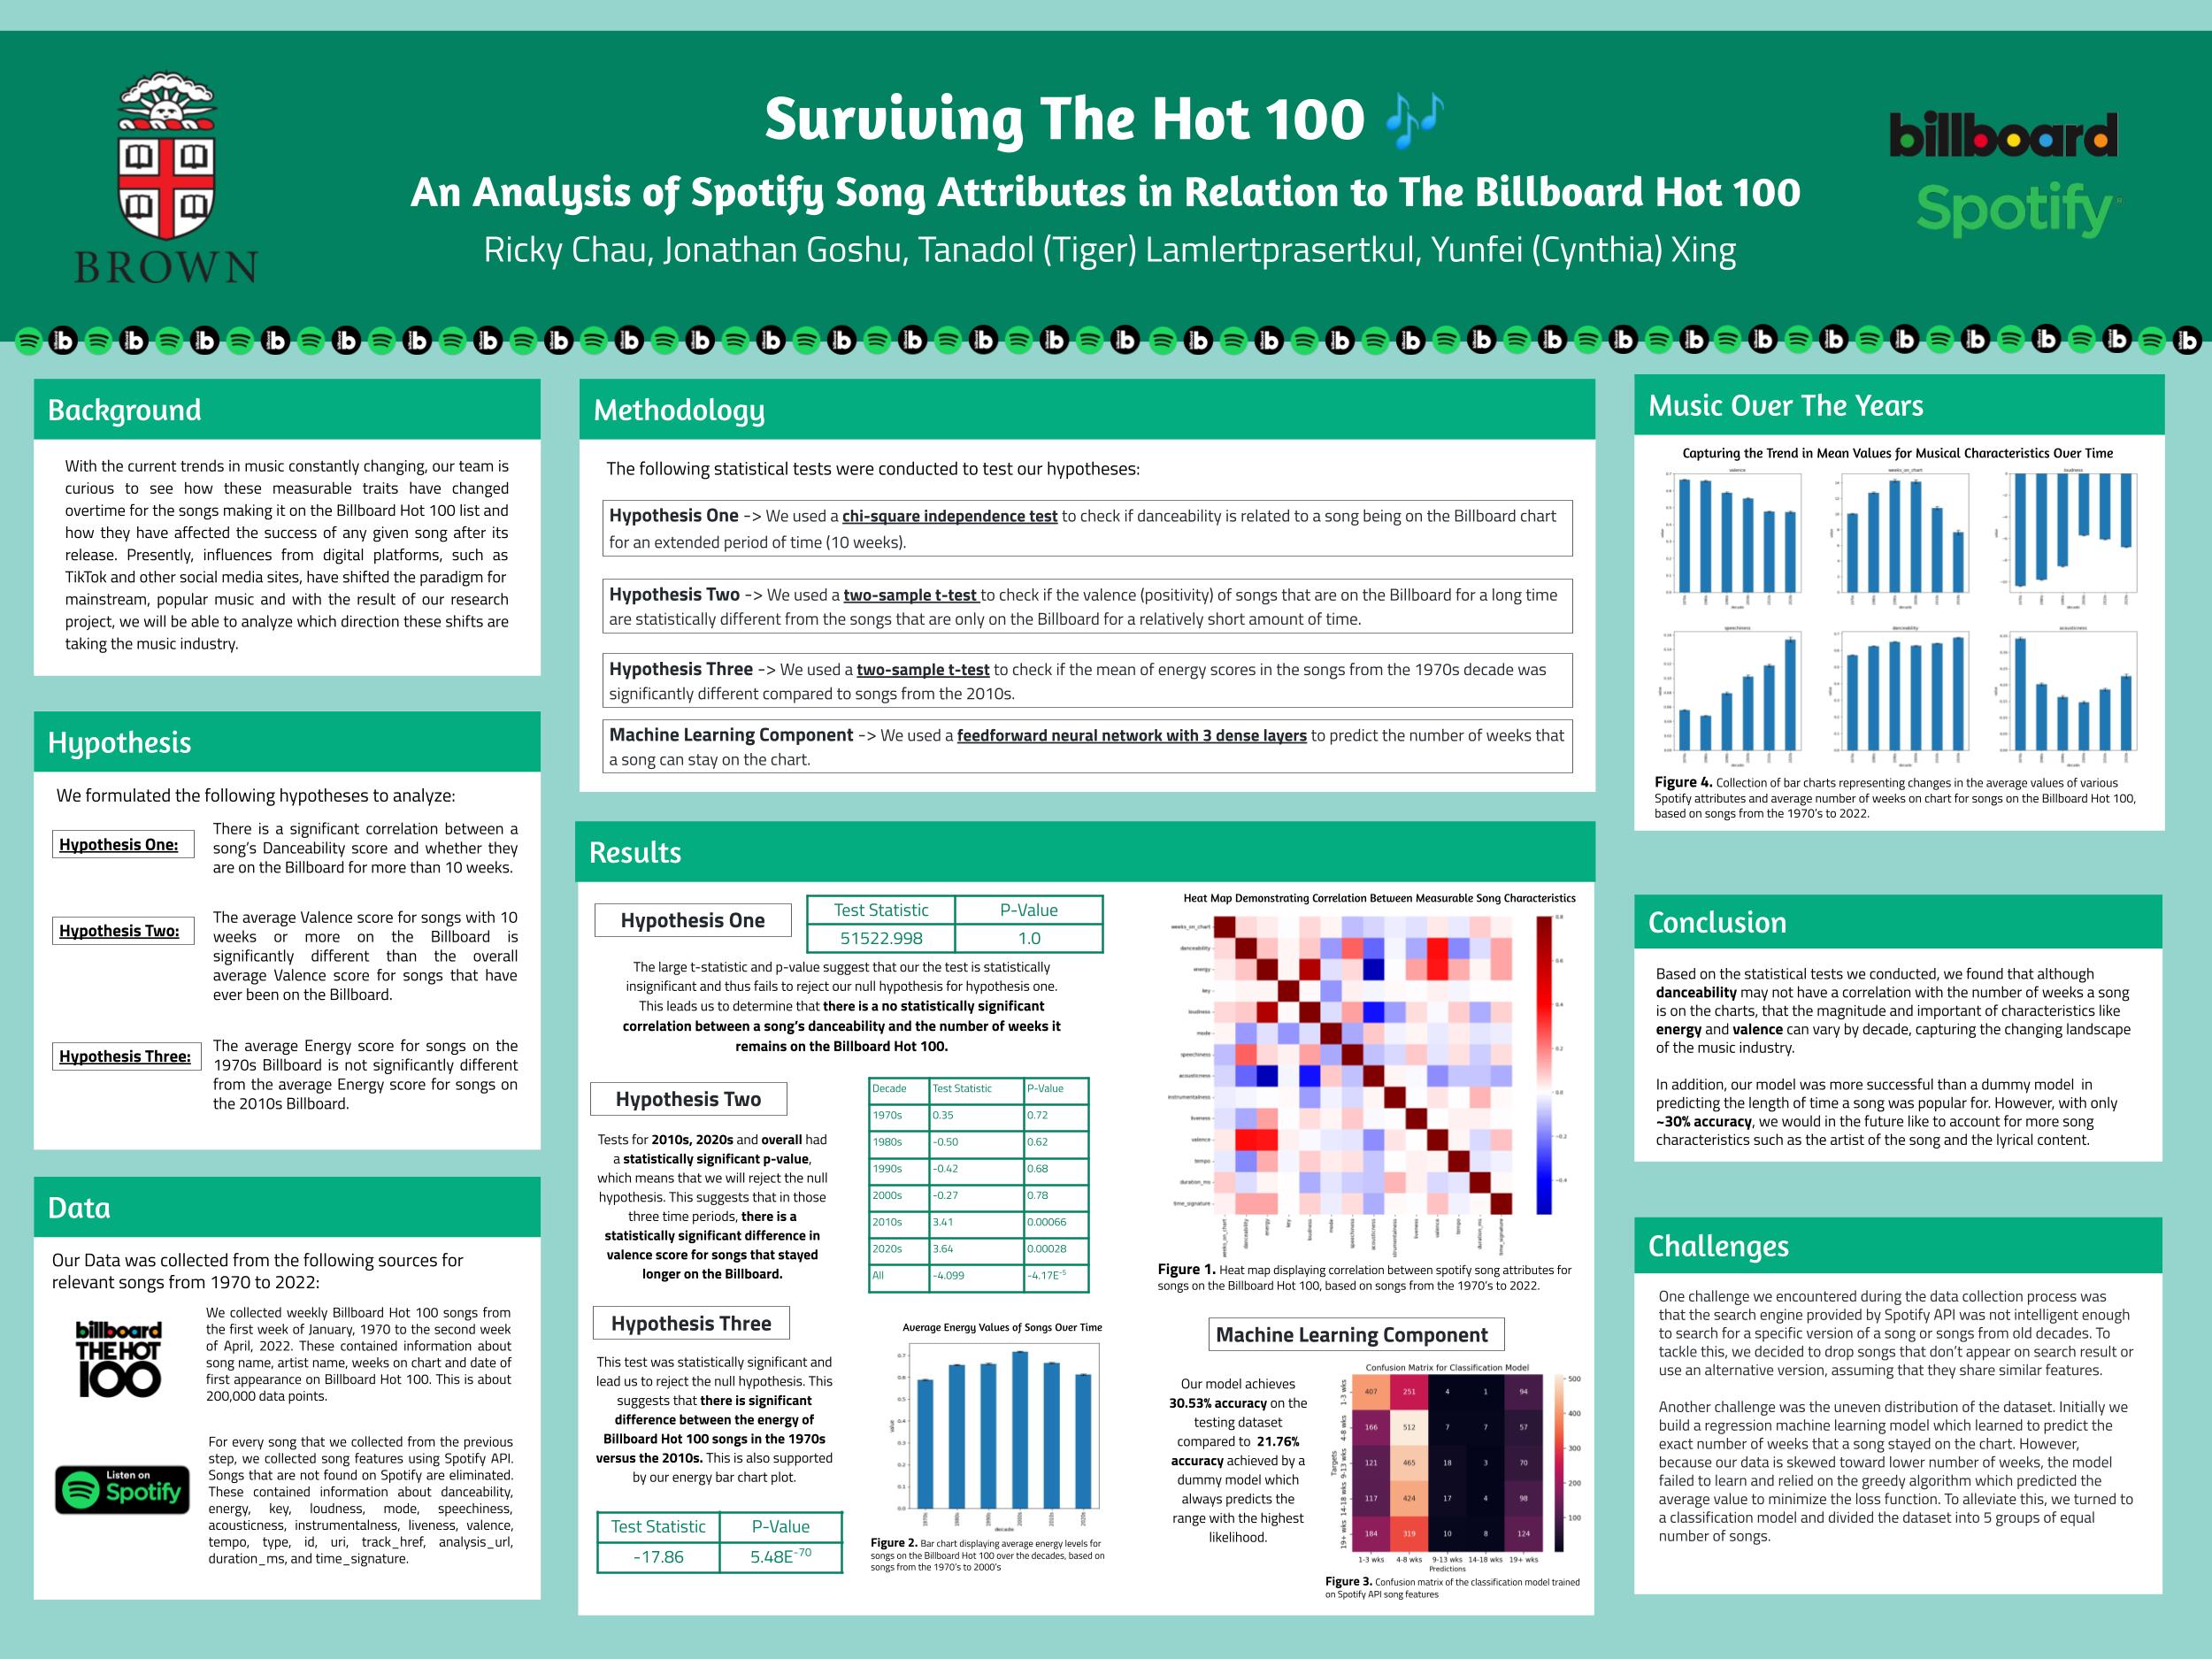 Surviving The Hot 100 🎶
An Analysis of Spotify Song Attributes in Relation to The Billboard Hot 100
Ricky Chau, Jonathan Goshu, Tanadol (Tiger) Lamlertprasertkul, Yunfei (Cynthia) Xing
BROWN
billboard
Spotify
Background
With the current trends in music constantly changing, our team is
curious to see how these measurable traits have changed
overtime for the songs making it on the Billboard Hot 100 list and
how they have affected the success of any given song after its
release. Presently, influences from digital platforms, such as
TikTok and other social media sites, have shifted the paradigm for
mainstream, popular music and with the result of our research
project, we will be able to analyze which direction these shifts are
taking the music industry.
Hypothesis
We formulated the following hypotheses to analyze:
Hypothesis One:
There is a significant correlation between a
song's Danceability score and whether they
are on the Billboard for more than 10 weeks.
Hypothesis Two:
The average Valence score for songs with 10
weeks or more on the Billboard is
significantly different than the overall
average Valence score for songs that have
ever been on the Billboard.
Hypothesis Three:
The average Energy score for songs on the
1970s Billboard is not significantly different
from the average Energy score for songs on
the 2010s Billboard.
Data
Our Data was collected from the following sources for
relevant songs from 1970 to 2022:
billboard
THE HOT
100
We collected weekly Billboard Hot 100 songs from
the first week of January, 1970 to the second week
of April, 2022. These contained information about
song name, artist name, weeks on chart and date of
first appearance on Billboard Hot 100. This is about
200,000 data points.
Listen on
Spotify
For every song that we collected from the previous
step, we collected song features using Spotify API.
Songs that are not found on Spotify are eliminated.
These contained information about danceability,
energy, key, loudness, mode, speechiness,
acousticness, instrumentalness, liveness, valence,
tempo, type, id, uri, track_href, analysis_url,
duration_ms, and time_signature.
Methodology
The following statistical tests were conducted to test our hypotheses:
Hypothesis One -> We used a chi-square independence test to check if danceability is related to a song being on the Billboard chart
for an extended period of time (10 weeks).
Hypothesis Two -> We used a two-sample t-test to check if the valence (positivity) of songs that are on the Billboard for a long time
are statistically different from the songs that are only on the Billboard for a relatively short amount of time.
Hypothesis Three -> We used a two-sample t-test to check if the mean of energy scores in the songs from the 1970s decade was
significantly different compared to songs from the 2010s.
Machine Learning Component -> We used a feedforward neural network with 3 dense layers to predict the number of weeks that
a song can stay on the chart.
Results
Hypothesis One
Test Statistic P-Value
51522.998 1.0
The large t-statistic and p-value suggest that our the test is statistically
insignificant and thus fails to reject our null hypothesis for hypothesis one.
This leads us to determine that there is a no statistically significant
correlation between a song's danceability and the number of weeks it
remains on the Billboard Hot 100.
Hypothesis Two
Tests for 2010s, 2020s and overall had
a statistically significant p-value,
which means that we will reject the null
hypothesis. This suggests that in those
three time periods, there is a
statistically significant difference in
valence score for songs that stayed
longer on the Billboard.
Decade Test Statistic P-Value
1970s 0.35 0.72
1980s -0.50 0.62
1990s -0.42 0.68
2000s -0.27 0.78
2010s 3.41 0.00066
2020s 3.64 0.00028
All -4.099 -4.17E-5
Hypothesis Three
This test was statistically significant and
lead us to reject the null hypothesis. This
suggests that there is significant
difference between the energy of
Billboard Hot 100 songs in the 1970s
versus the 2010s. This is also supported
by our energy bar chart plot.
Test Statistic P-Value
-17.86 5.48E-70
Average Energy Values of Songs Over Time
value
0.7
0.6
0.5
0.4
0.3
0.2
0.1
0.0
1970s 1980s 1990s 2000s 2010s 2020s
decade
Figure 2. Bar chart displaying average energy levels for
songs on the Billboard Hot 100 over the decades, based on
songs from the 1970's to 2000's
Heat Map Demonstrating Correlation Between Measurable Song Characteristics
weeks_on_chart
danceability
energy
key
loudness
mode
speechiness
acousticness
instrumentalness
liveness
valence
tempo
duration_ms
time_signature
weeks_on_chart danceability energy key loudness mode speechiness acousticness strumentalness liveness valence tempo duration_ms time_signature
0.8
0.6
0.4
0.2
0.0
-0.2
-0.4
Figure 1. Heat map displaying correlation between spotify song attributes for
songs on the Billboard Hot 100, based on songs from the 1970's to 2022.
Machine Learning Component
Our model achieves
30.53% accuracy on the
testing dataset
compared to 21.76%
accuracy achieved by a
dummy model which
always predicts the
range with the highest
likelihood.
Confusion Matrix for Classification Model
Targets
1-3 wks 407 251 4 1 94
4-8 wks 166 512 7 7 57
9-13 wks 121 465 18 3 70
14-18 wks 117 424 17 4 98
19+ wks 184 319 10 8 124
1-3 wks 4-8 wks 9-13 wks 14-18 wks 19+ wks
Predictions
500
400
300
200
100
Figure 3. Confusion matrix of the classification model trained
on Spotify API song features
Music Over The Years
Capturing the Trend in Mean Values for Musical Characteristics Over Time
valence weeks_on_chart loudness
speechiness danceability acousticness
Figure 4. Collection of bar charts representing changes in the average values of various
Spotify attributes and average number of weeks on chart for songs on the Billboard Hot 100,
based on songs from the 1970's to 2022.
Conclusion
Based on the statistical tests we conducted, we found that although
danceability may not have a correlation with the number of weeks a song
is on the charts, that the magnitude and important of characteristics like
energy and valence can vary by decade, capturing the changing landscape
of the music industry.
In addition, our model was more successful than a dummy model in
predicting the length of time a song was popular for. However, with only
~30% accuracy, we would in the future like to account for more song
characteristics such as the artist of the song and the lyrical content.
Challenges
One challenge we encountered during the data collection process was
that the search engine provided by Spotify API was not intelligent enough
to search for a specific version of a song or songs from old decades. To
tackle this, we decided to drop songs that don't appear on search result or
use an alternative version, assuming that they share similar features.
Another challenge was the uneven distribution of the dataset. Initially we
build a regression machine learning model which learned to predict the
exact number of weeks that a song stayed on the chart. However,
because our data is skewed toward lower number of weeks, the model
failed to learn and relied on the greedy algorithm which predicted the
average value to minimize the loss function. To alleviate this, we turned to
a classification model and divided the dataset into 5 groups of equal
number of songs.